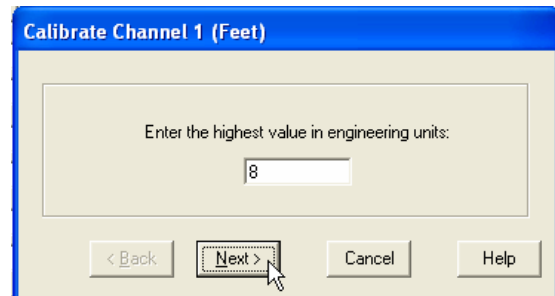 Calibrate Channel 1 (Feet)
Enter the highest value in engineering units:
8
< Back Next > Cancel Help